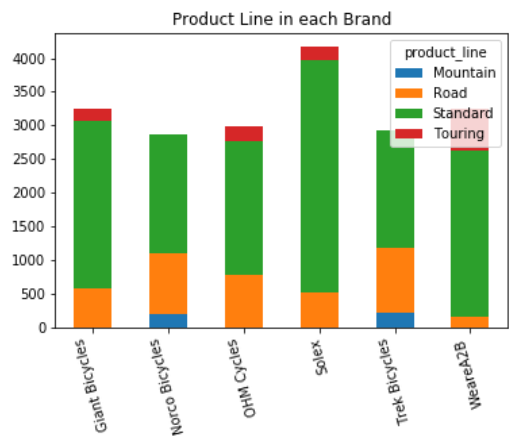 Product Line in each Brand
product_line
Mountain
Road
Standard
Touring
4000
3500
3000
2500
2000
1500
1000
500
0
Giant Bicycles
Norco Bicycles
OHM Cycles
Solex
Trek Bicycles
WeareA2B